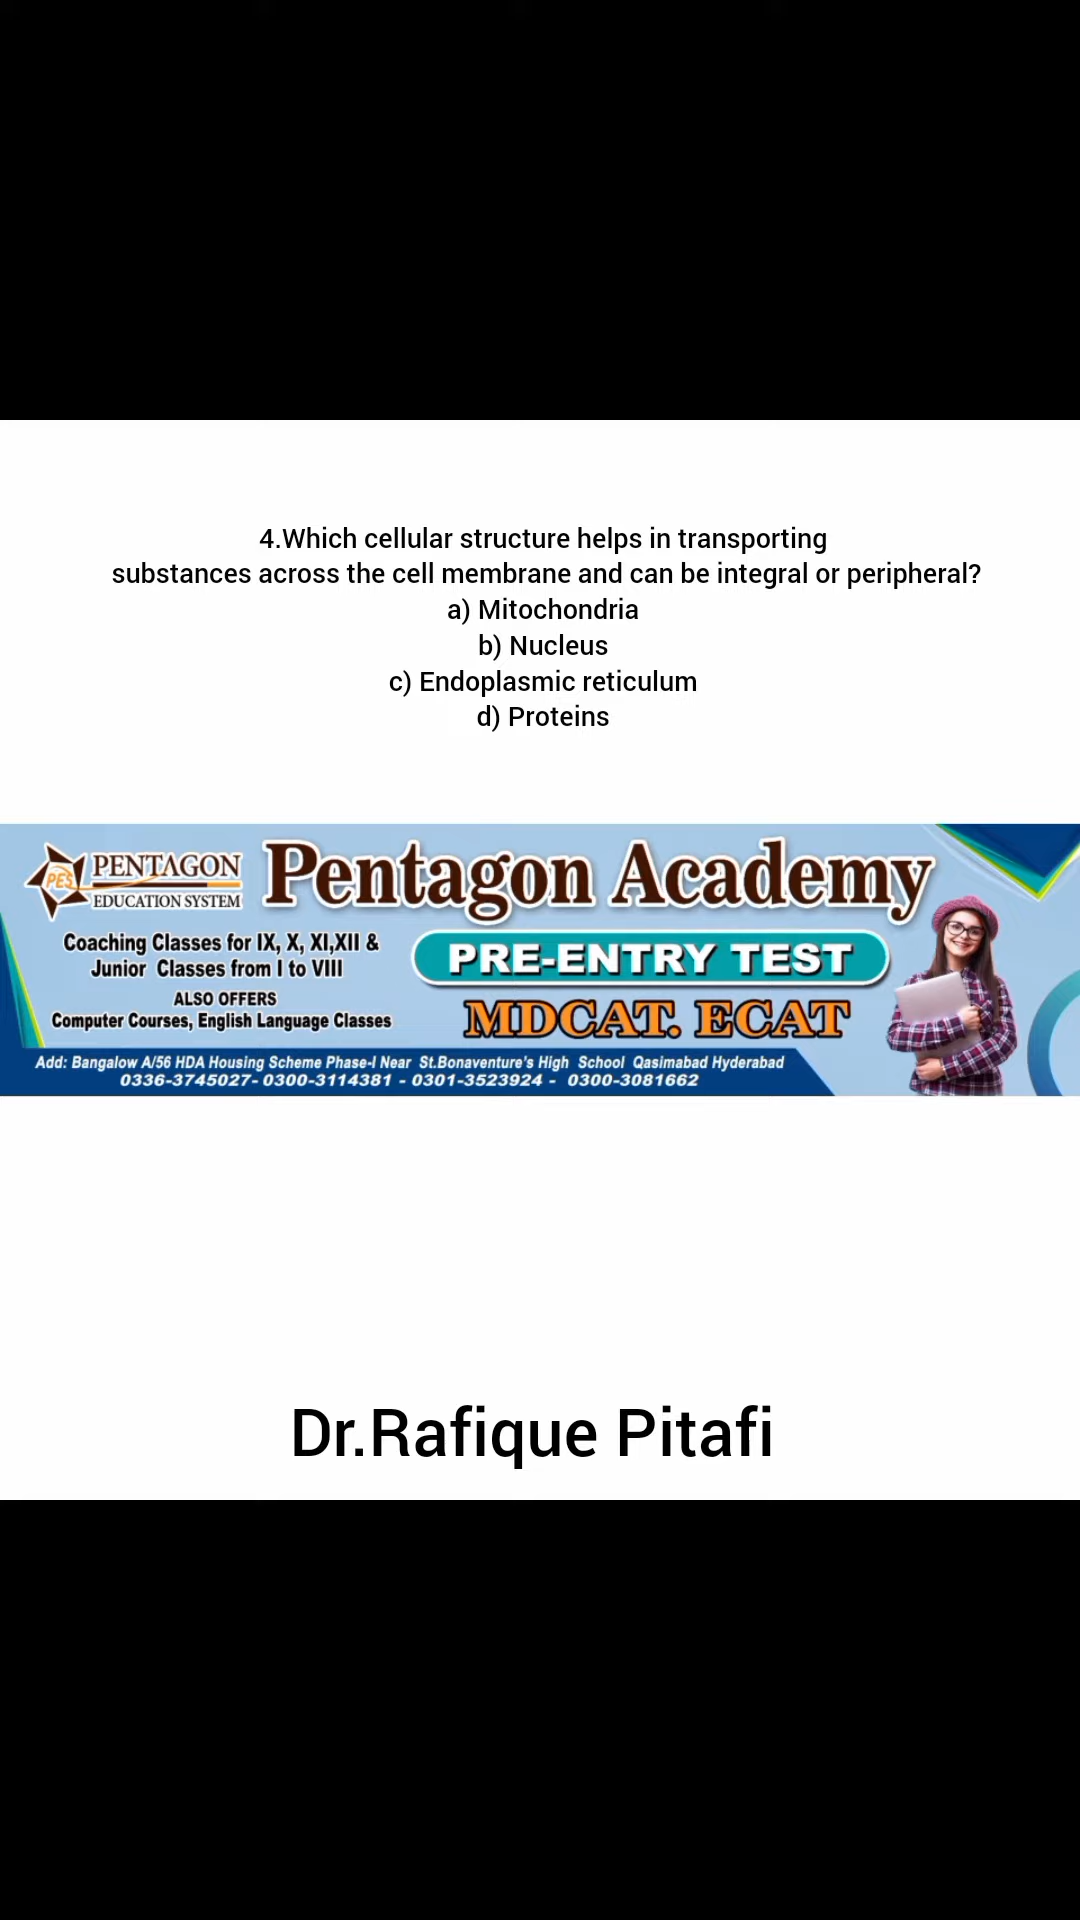 4.Which cellular structure helps in transporting
substances across the cell membrane and can be integral or peripheral?
a) Mitochondria
b) Nucleus
c) Endoplasmic reticulum
d) Proteins
PES
PENTAGON
EDUCATION SYSTEM
Pentagon Academy
Coaching Classes for IX, X, XI,XII &
Junior Classes from I to VIII
ALSO OFFERS
Computer Courses, English Language Classes
PRE-ENTRY TEST
MDCAT. ECAT
Add: Bangalow A/56 HDA Housing Scheme Phase-I Near St.Bonaventure's High School Qasimabad Hyderabad
0336-3745027- 0300-3114381 - 0301-3523924 - 0300-3081662
Dr.Rafique Pitafi